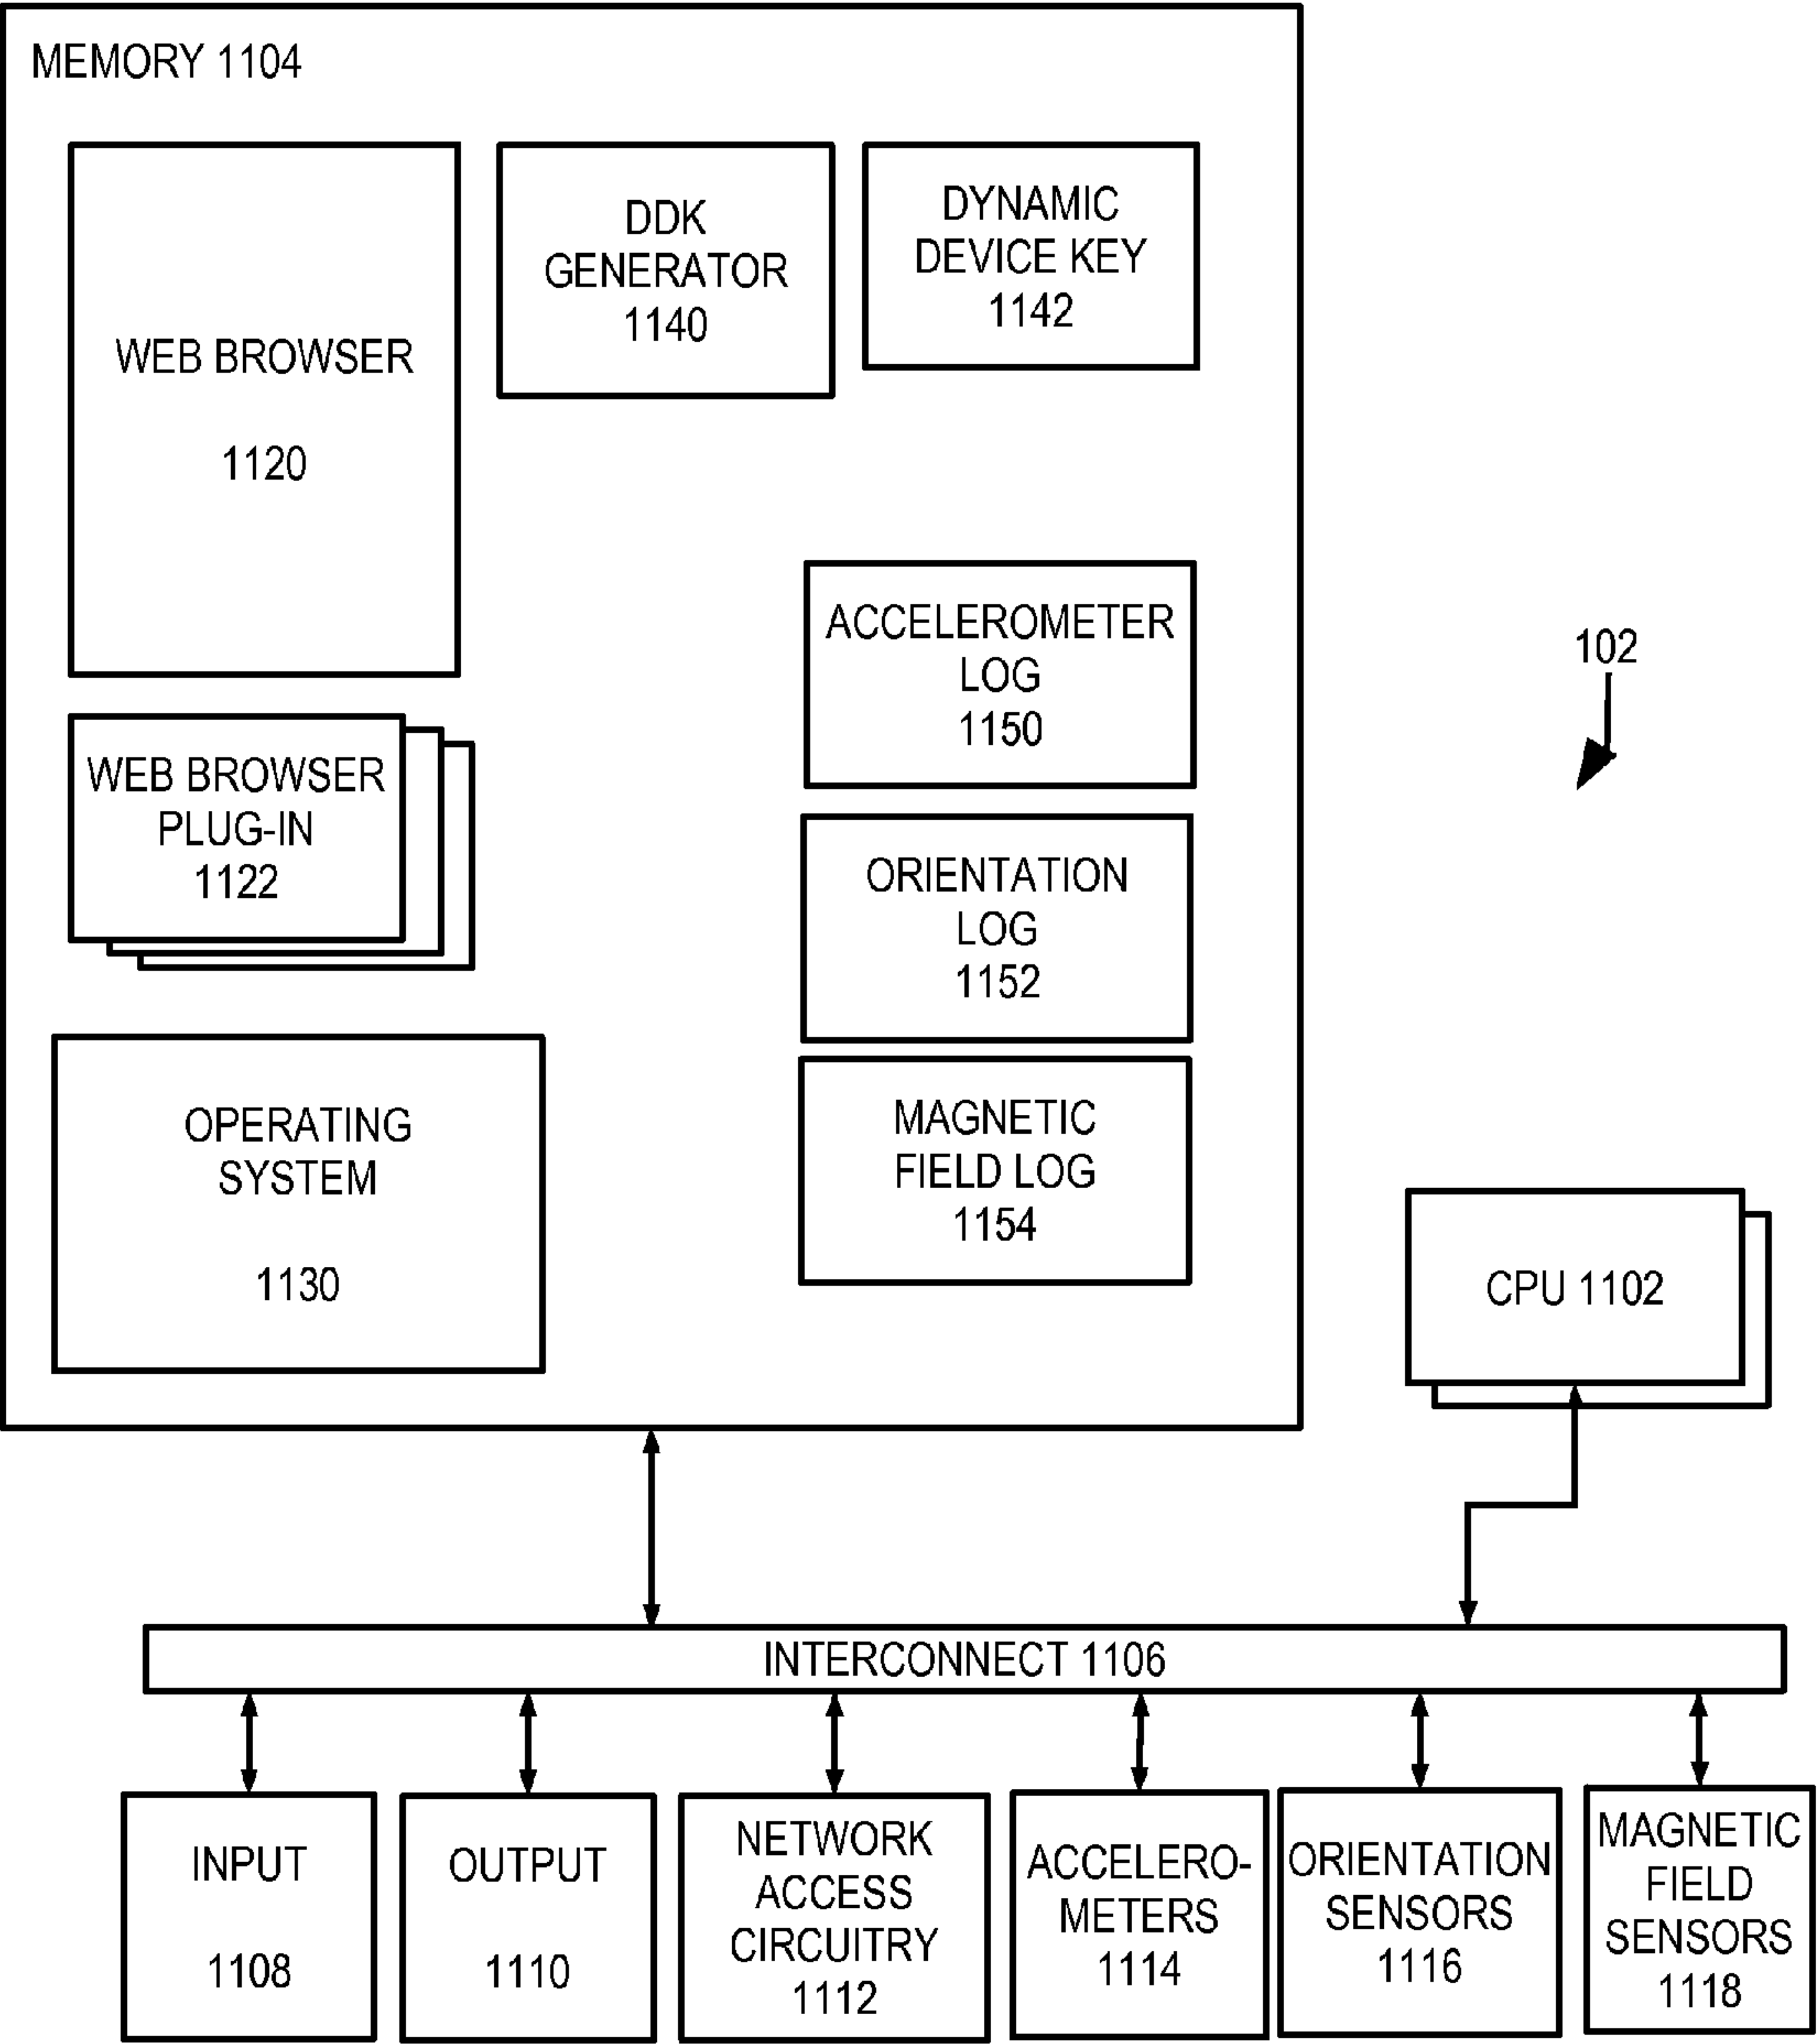 MEMORY 1104
WEB BROWSER
1120
DDK
GENERATOR
1140
DYNAMIC
DEVICE KEY
1142
WEB BROWSER
PLUG-IN
1122
ACCELEROMETER
LOG
1150
ORIENTATION
LOG
1152
OPERATING
SYSTEM
1130
MAGNETIC
FIELD LOG
1154
102
CPU 1102
INTERCONNECT 1106
INPUT
1108
OUTPUT
1110
NETWORK
ACCESS
CIRCUITRY
1112
ACCELERO-
METERS
1114
ORIENTATION
SENSORS
1116
MAGNETIC
FIELD
SENSORS
1118